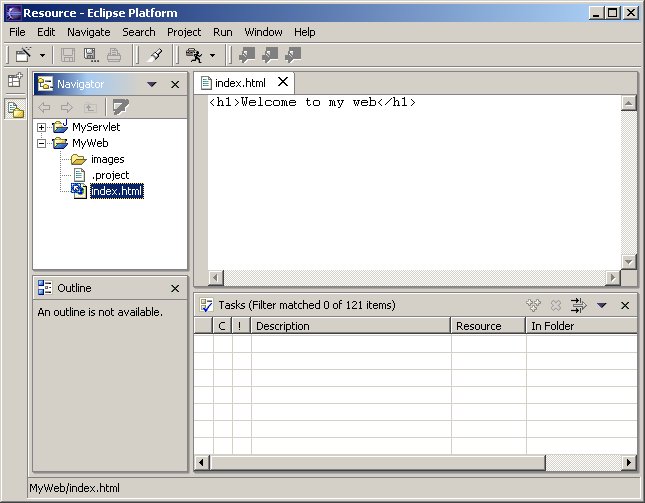 Resource - Eclipse Platform
File Edit Navigate Search Project Run Window Help
Navigator
MyServlet
MyWeb
images
.project
index.html
index.html
<h1>Welcome to my web</h1>
Outline
An outline is not available.
Tasks (Filter matched 0 of 121 items)
C ! Description Resource In Folder
MyWeb/index.html